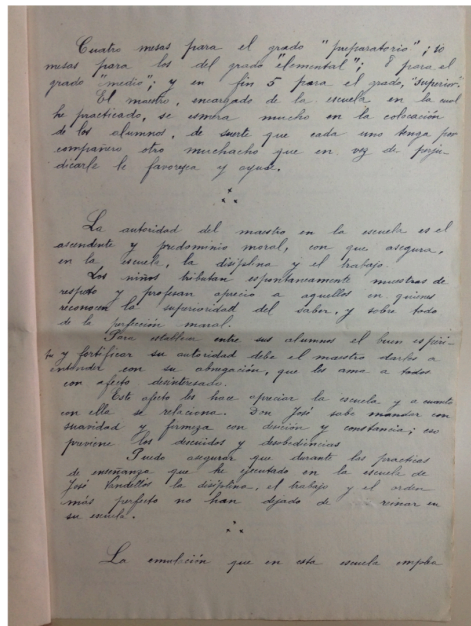 Cuatro mesas para el grado "preparatorio"; 10
mesas para los del grado "elemental"; 8 para el
grado "medio"; y en fin 5 para el grado, "superior".
El maestro, encargado de la escuela en la cual
he practicado, se esmera mucho en la colocación
de los alumnos, de suerte que cada uno tenga por
compañero otro muchacho que en vez de perju-
dicarle le favorezca y ayude.
La autoridad del maestro en la escuela es el
ascendente y predominio moral, con que asegura,
en la escuela, la disciplina y el trabajo.
Los niños tributan espontaneamente muestras de
respeto y profesan aprecio a aquellos en quienes
reconocen la superioridad del saber, y sobre todo
de la perfección moral.
Para establecer entre sus alumnos el buen espíri-
tu y fortificar su autoridad debe el maestro darles a
entender con su abnegación, que les ama a todos
con afecto desinteresado.
Este afecto les hace apreciar la escuela y a cuanto
con ella se relaciona. Don José sabe mandar con
suavidad y firmeza con decisión y constancia; eso
previene los descuidos y desobediencias
Puedo asegurar que durante las practicas
de enseñanza que he ejecutado en la escuela de
José Vandellós la disciplina, el trabajo y el orden
más perfecto no han dejado de reinar en
su escuela.
La emulación que en esta escuela emplea